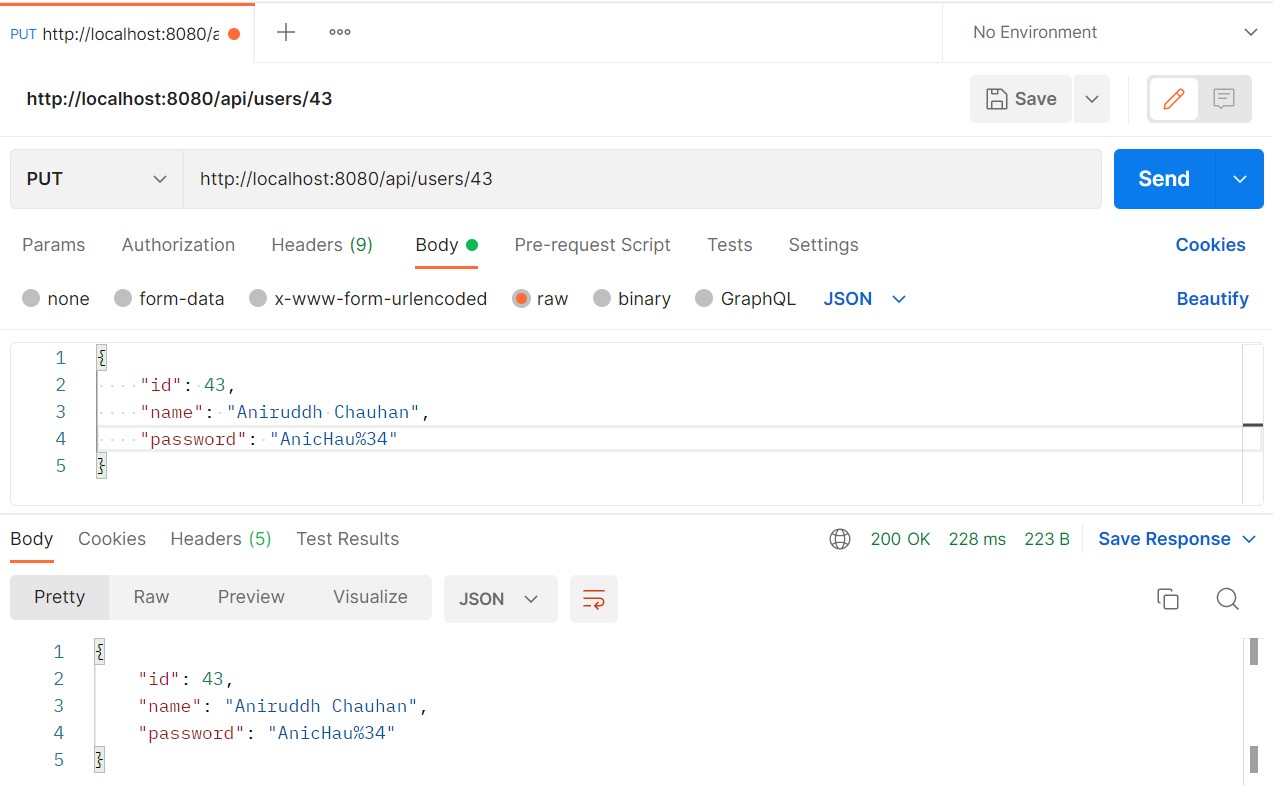 PUT http://localhost:8080/a No Environment
http://localhost:8080/api/users/43 Save
PUT http://localhost:8080/api/users/43 Send
Params Authorization Headers (9) Body Pre-request Script Tests Settings Cookies
none form-data x-www-form-urlencoded raw binary GraphQL JSON Beautify
1 {
2 "id": 43,
3 "name": "Aniruddh Chauhan",
4 "password": "AnicHau%34"
5 }
Body Cookies Headers (5) Test Results 200 OK 228 ms 223 B Save Response
Pretty Raw Preview Visualize JSON
1 {
2 "id": 43,
3 "name": "Aniruddh Chauhan",
4 "password": "AnicHau%34"
5 }